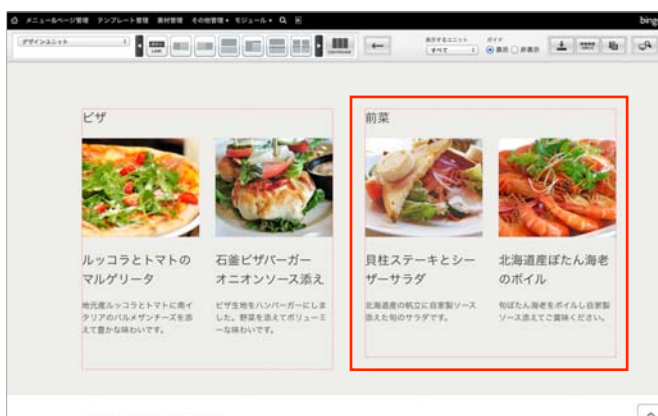 メニュー&ページ管理 テンプレート管理 素材管理 その他管理 モジュール
bing
デザインユニット
LINK
表示するユニット
すべて
ガイド
表示 非表示
ピザ
前菜
ルッコラとトマトの
マルゲリータ
石釜ピザバーガー
オニオンソース添え
貝柱ステーキとシー
ザーサラダ
北海道産ぼたん海老
のボイル
地元産ルッコラとトマトに南イ
タリアのパルメザンチーズを添
えて豊かな味わいです。
ピザ生地をハンバーガーにしま
した。野菜を添えてボリューミ
ーな味わいです。
北海道産の帆立に自家製ソース
添えた旬のサラダです。
旬ぼたん海老をボイルし自家製
ソース添えてご賞味ください。